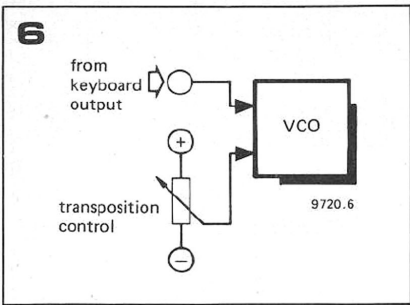 6
from
keyboard
output
VCO
+
transposition
control
9720.6
−